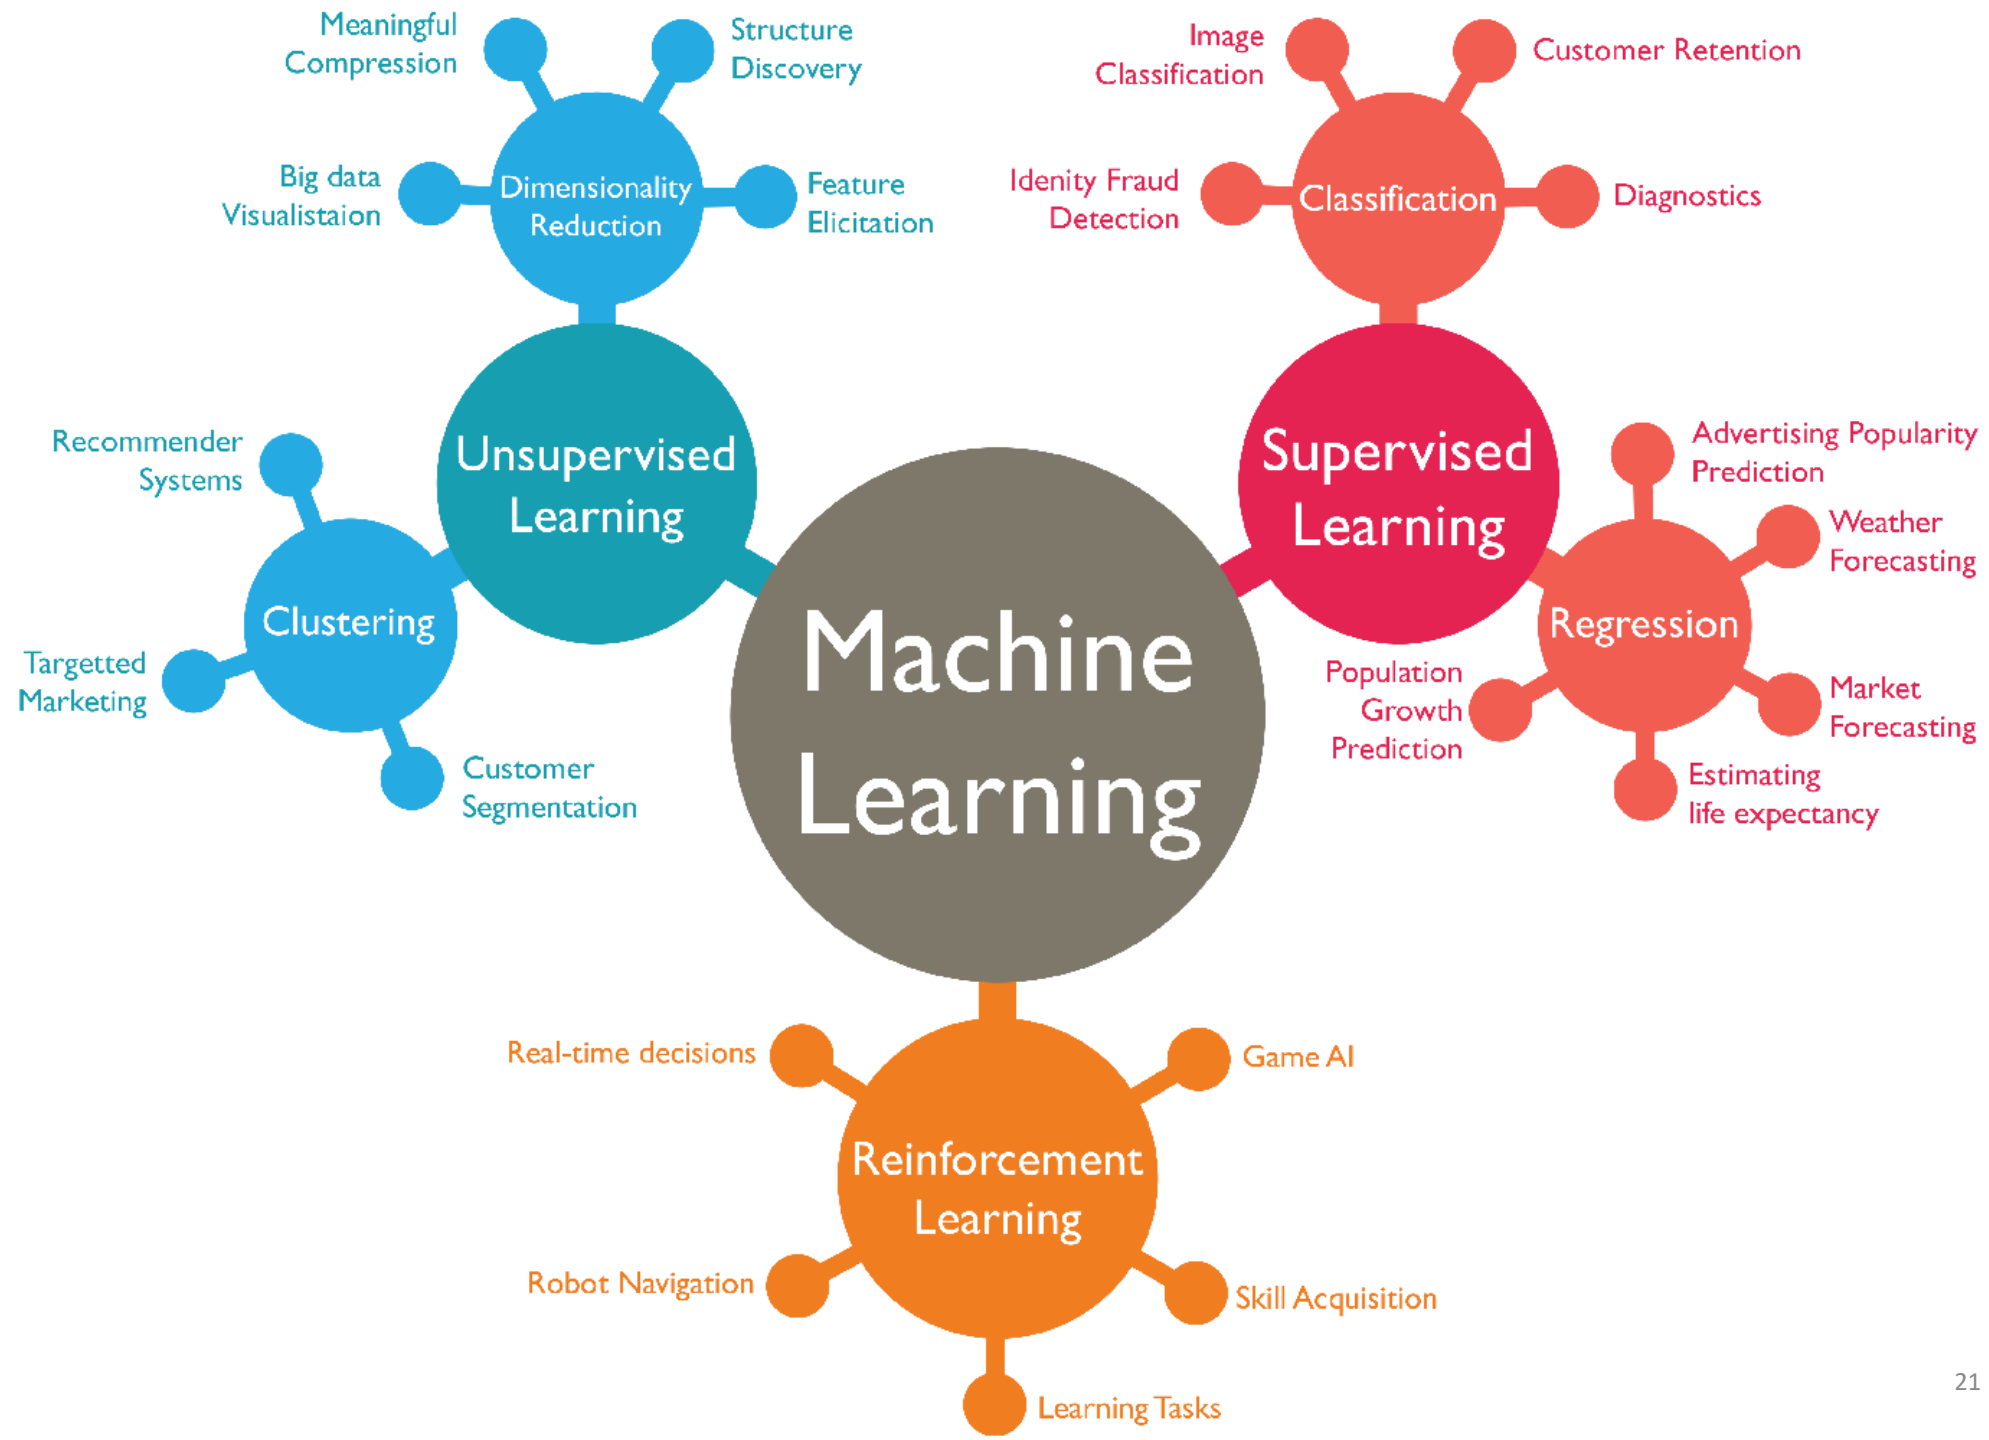 Meaningful
Compression
Structure
Discovery
Big data
Visualistaion
Dimensionality
Reduction
Feature
Elicitation
Image
Classification
Customer Retention
Idenity Fraud
Detection
Classification
Diagnostics
Recommender
Systems
Unsupervised
Learning
Clustering
Targetted
Marketing
Customer
Segmentation
Machine
Learning
Supervised
Learning
Advertising Popularity
Prediction
Weather
Forecasting
Regression
Population
Growth
Prediction
Market
Forecasting
Estimating
life expectancy
Real-time decisions
Game AI
Reinforcement
Learning
Robot Navigation
Skill Acquisition
Learning Tasks
21